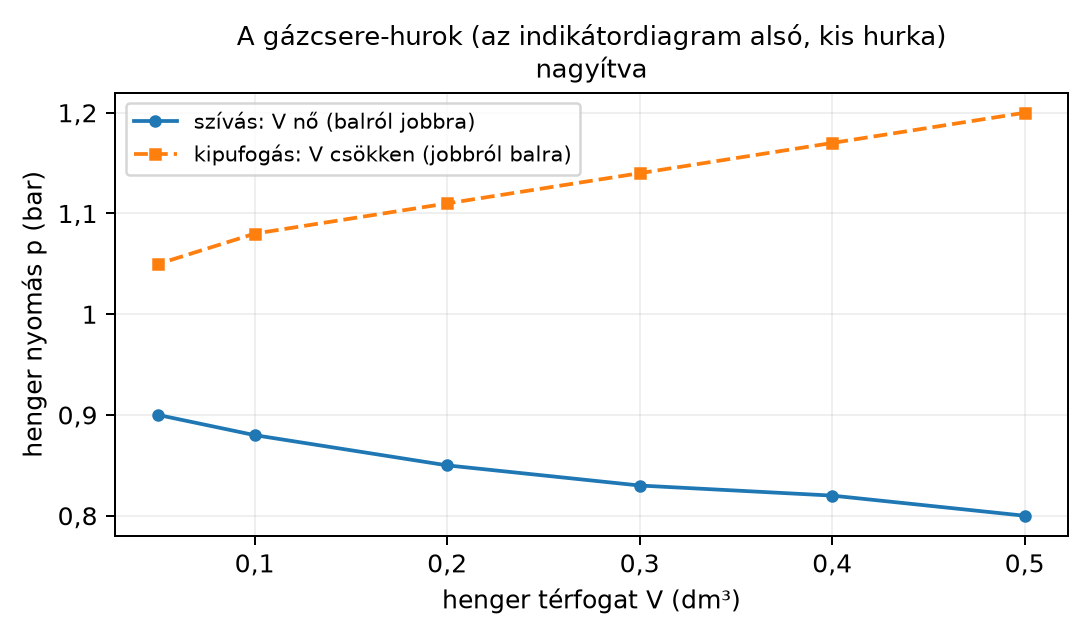 A gázcsere-hurok (az indikátordiagram alsó, kis hurka)
nagyítva
szívás: V nő (balról jobbra)
kipufogás: V csökken (jobbról balra)
henger nyomás p (bar)
1,2
1,1
1
0,9
0,8
0,1
0,2
0,3
0,4
0,5
henger térfogat V (dm³)